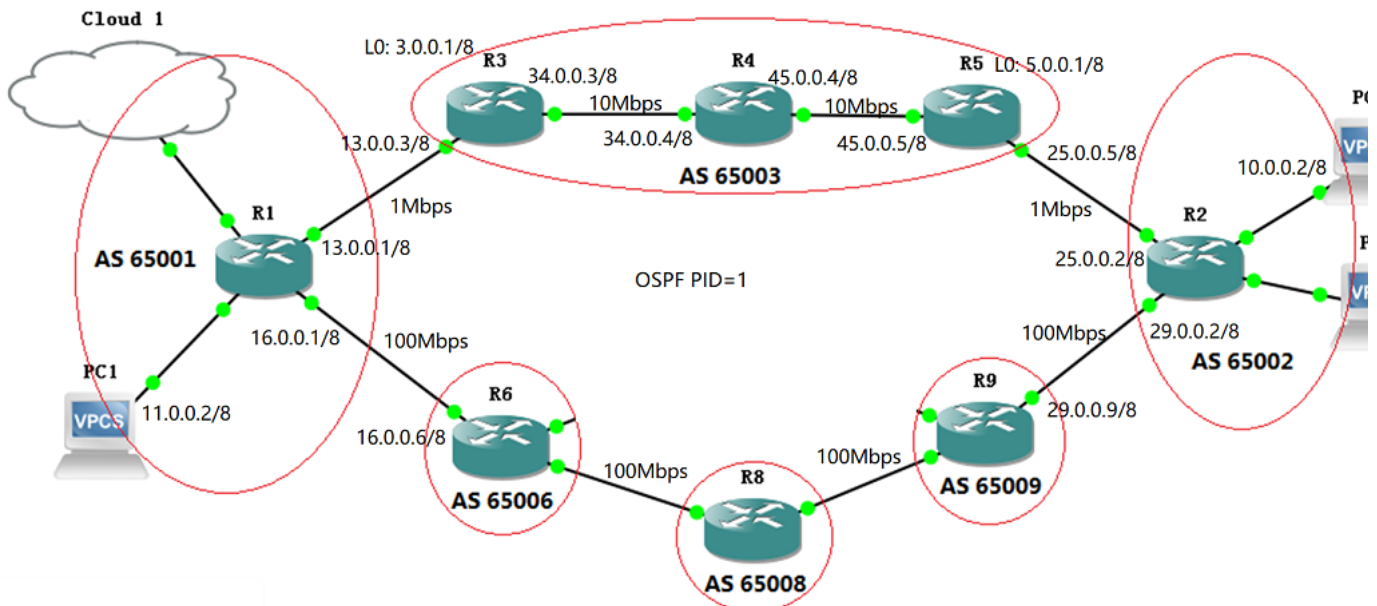 Cloud 1
L0: 3.0.0.1/8
R3
34.0.0.3/8
10Mbps
34.0.0.4/8
R4
45.0.0.4/8
10Mbps
45.0.0.5/8
R5
L0: 5.0.0.1/8
13.0.0.3/8
AS 65003
25.0.0.5/8
10.0.0.2/8
1Mbps
1Mbps
R1
R2
AS 65001
13.0.0.1/8
25.0.0.2/8
OSPF PID=1
16.0.0.1/8
100Mbps
100Mbps
29.0.0.2/8
AS 65002
PC1
VPCS
11.0.0.2/8
R6
16.0.0.6/8
AS 65006
R9
29.0.0.9/8
AS 65009
100Mbps
100Mbps
R8
AS 65008